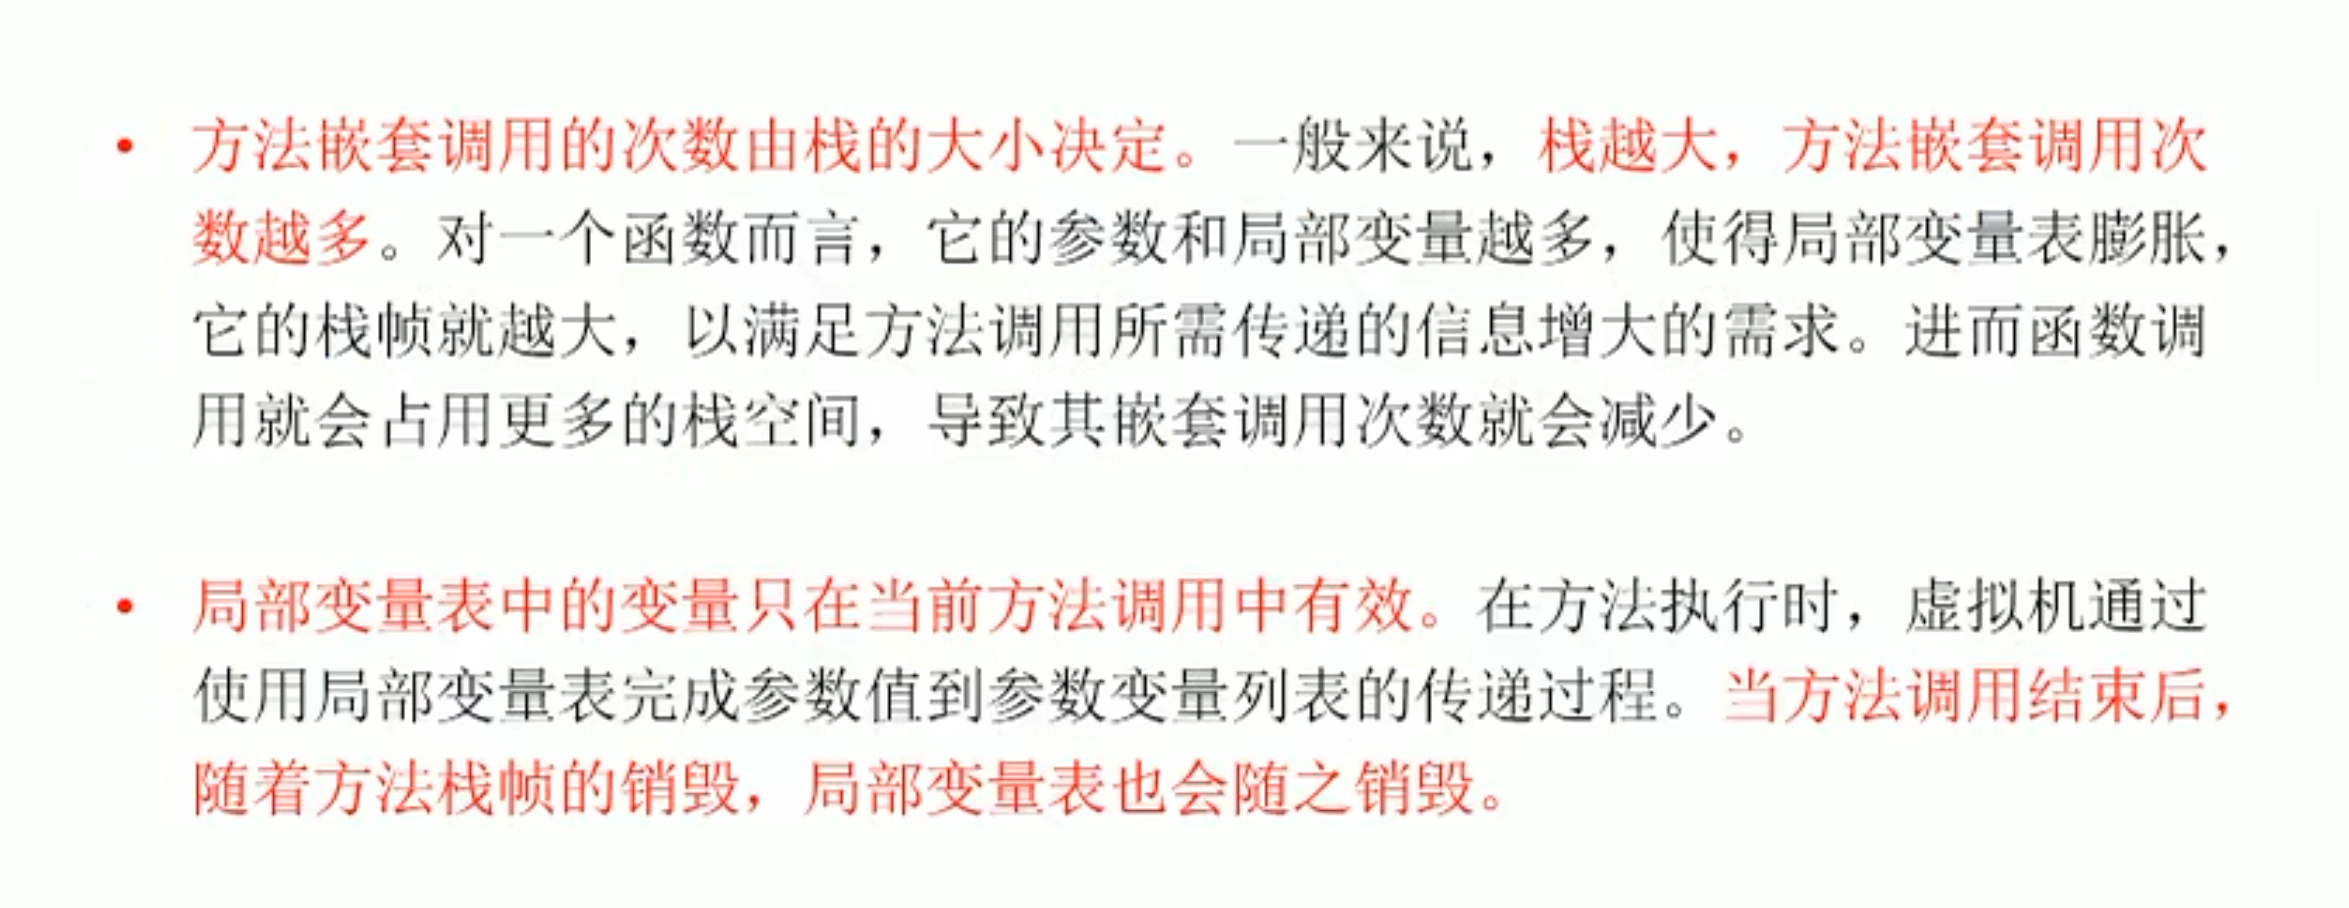 • 方法嵌套调用的次数由栈的大小决定。一般来说，栈越大，方法嵌套调用次
数越多。对一个函数而言，它的参数和局部变量越多，使得局部变量表膨胀，
它的栈帧就越大，以满足方法调用所需传递的信息增大的需求。进而函数调
用就会占用更多的栈空间，导致其嵌套调用次数就会减少。
• 局部变量表中的变量只在当前方法调用中有效。在方法执行时，虚拟机通过
使用局部变量表完成参数值到参数变量列表的传递过程。当方法调用结束后，
随着方法栈帧的销毁，局部变量表也会随之销毁。